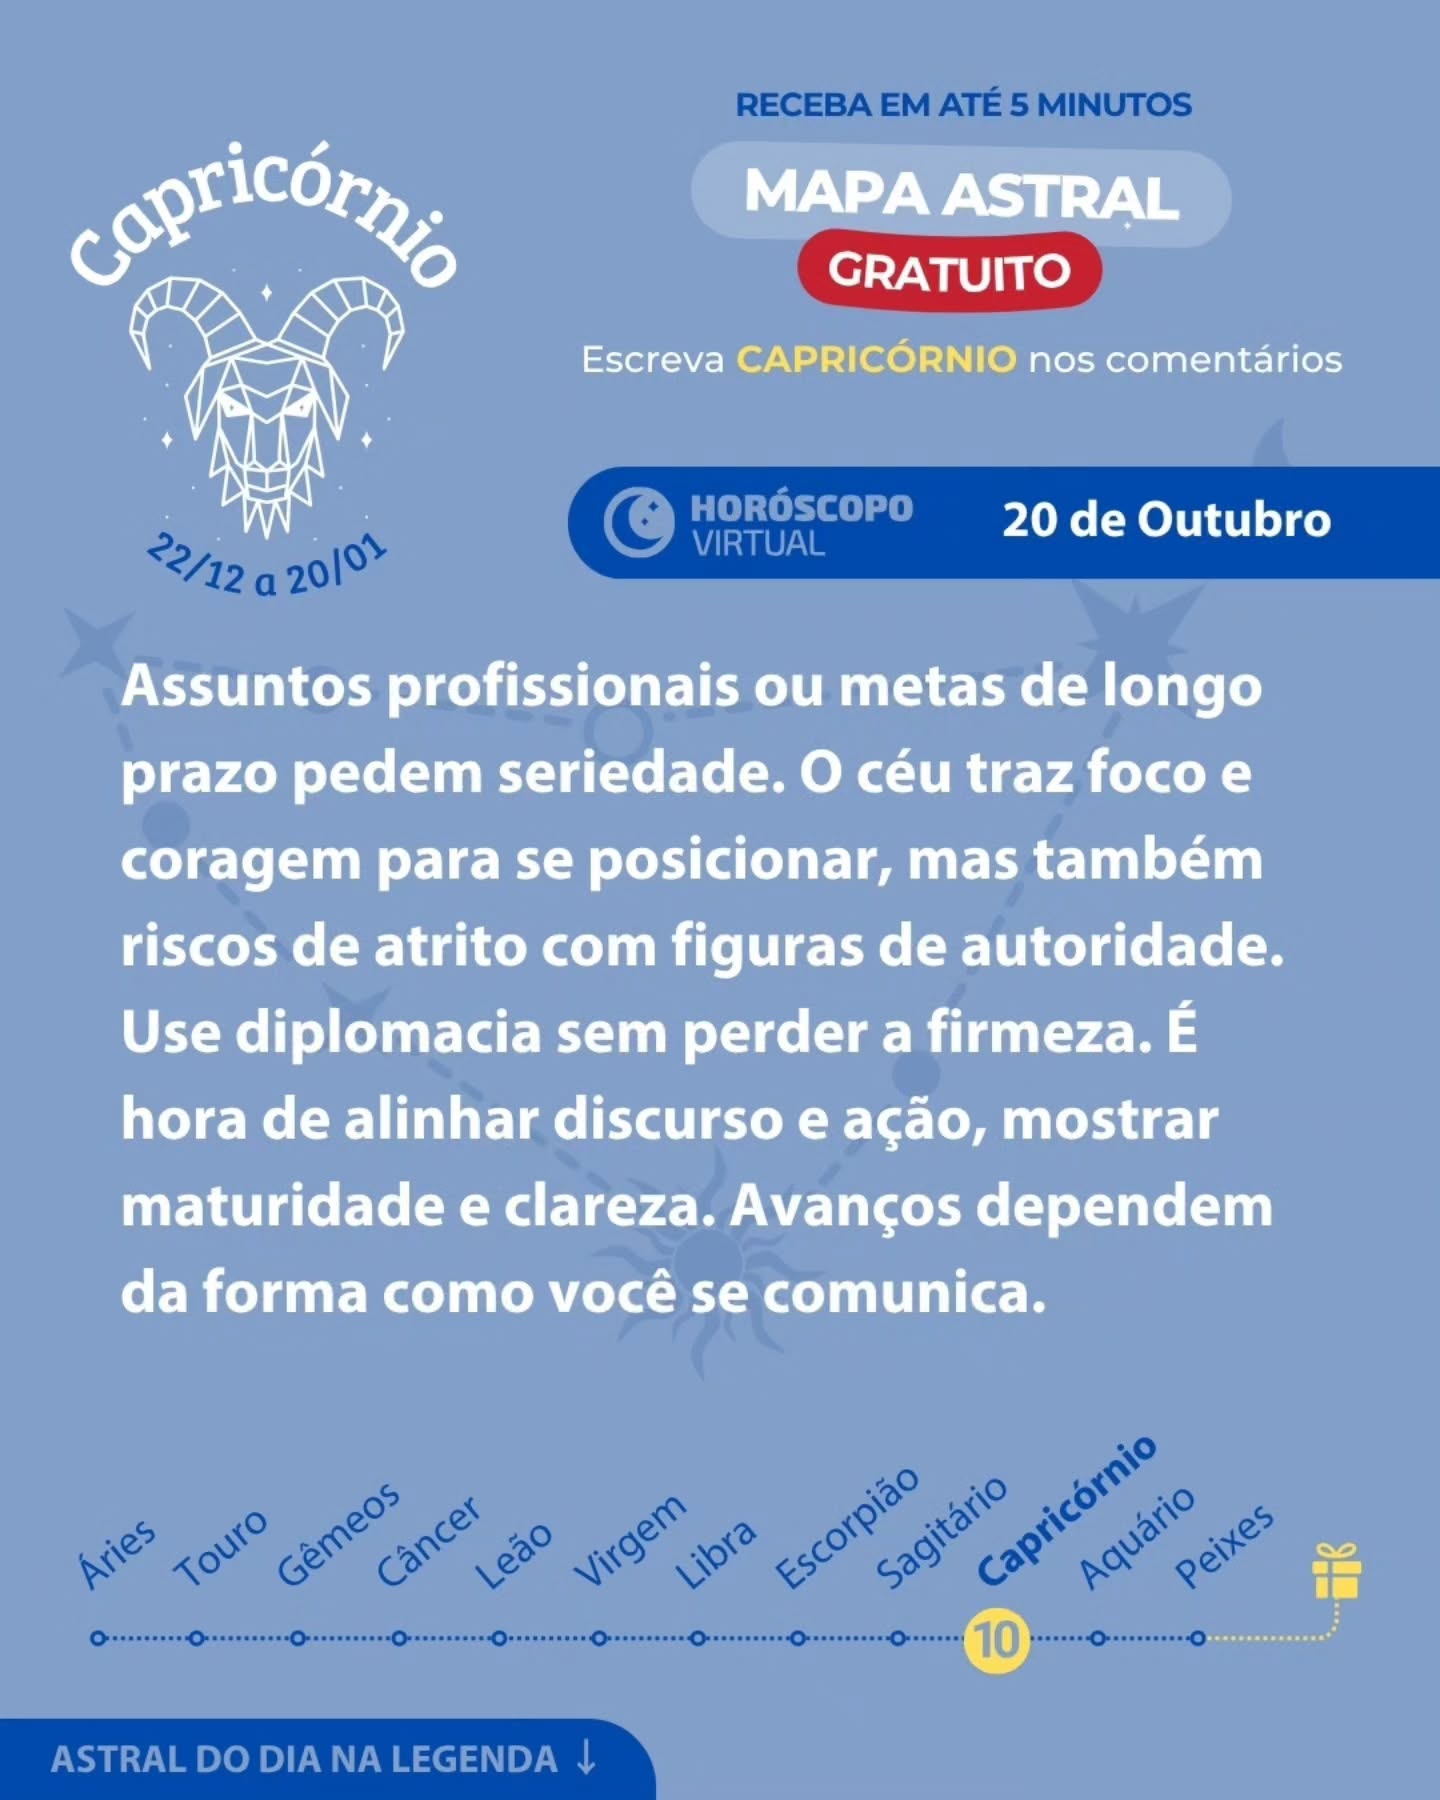 Capricórnio
22/12 a 20/01
RECEBA EM ATÉ 5 MINUTOS
MAPA ASTRAL
GRATUITO
Escreva CAPRICÓRNIO nos comentários
HORÓSCOPO
VIRTUAL
20 de Outubro
Assuntos profissionais ou metas de longo
prazo pedem seriedade. O céu traz foco e
coragem para se posicionar, mas também
riscos de atrito com figuras de autoridade.
Use diplomacia sem perder a firmeza. É
hora de alinhar discurso e ação, mostrar
maturidade e clareza. Avanços dependem
da forma como você se comunica.
Áries
Touro
Gêmeos
Câncer
Leão
Virgem
Libra
Escorpião
Sagitário
Capricórnio
Aquário
Peixes
10
ASTRAL DO DIA NA LEGENDA ↓